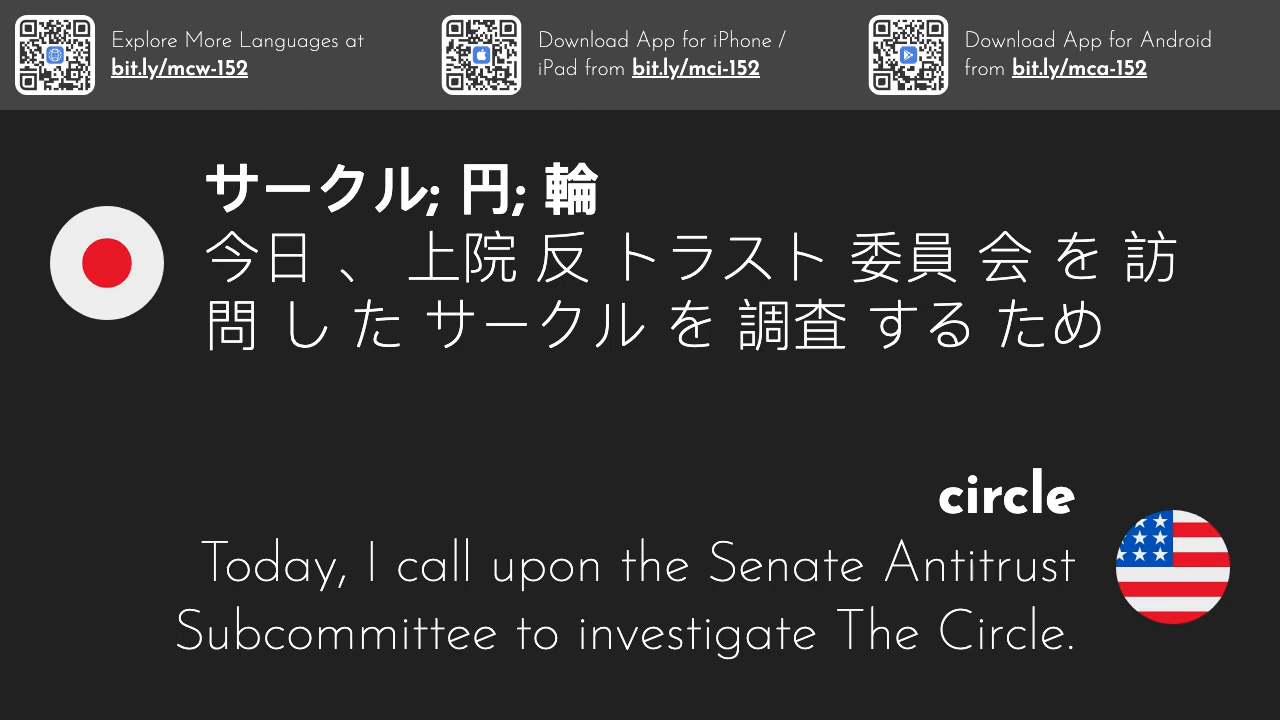 Explore More Languages at
bit.ly/mcw-152
Download App for iPhone /
iPad from bit.ly/mci-152
Download App for Android
from bit.ly/mca-152
サークル; 円; 輪
今日 、 上院 反 トラスト 委員 会 を 訪
問 し た サークル を 調査 する ため
circle
Today, I call upon the Senate Antitrust
Subcommittee to investigate The Circle.